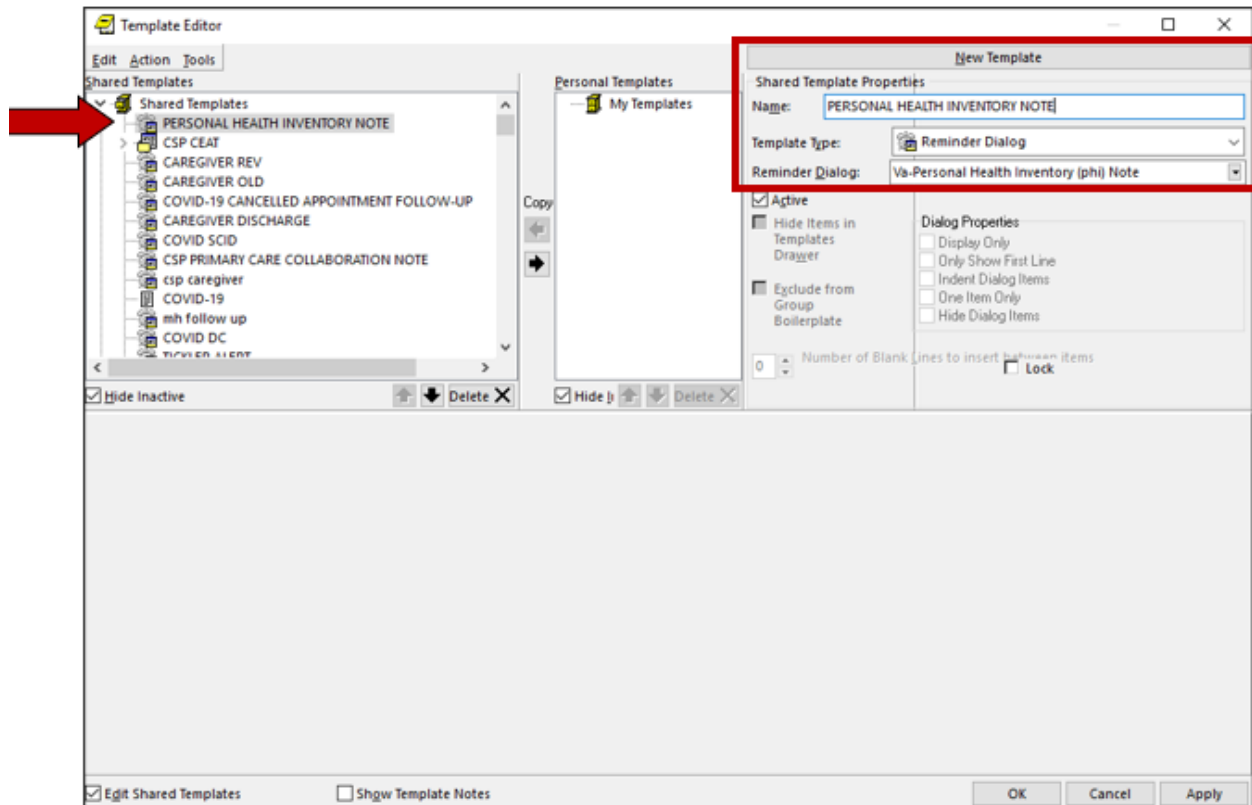 Template Editor
Edit Action Tools
New Template
Shared Templates
Shared Templates
PERSONAL HEALTH INVENTORY NOTE
CSP CEAT
CAREGIVER REV
CAREGIVER OLD
COVID-19 CANCELLED APPOINTMENT FOLLOW-UP
CAREGIVER DISCHARGE
COVID SCID
CSP PRIMARY CARE COLLABORATION NOTE
csp caregiver
COVID-19
mh follow up
COVID DC
TICKLER ALERT
Hide Inactive
Delete
Copy
Personal Templates
My Templates
Hide I
Delete
Shared Template Properties
Name: PERSONAL HEALTH INVENTORY NOTE
Template Type: Reminder Dialog
Reminder Dialog: Va-Personal Health Inventory (phi) Note
Active
Hide Items in
Templates
Drawer
Exclude from
Group
Boilerplate
Dialog Properties
Display Only
Only Show First Line
Indent Dialog Items
One Item Only
Hide Dialog Items
0 Number of Blank Lines to insert between items
Lock
Edit Shared Templates
Show Template Notes
OK Cancel Apply